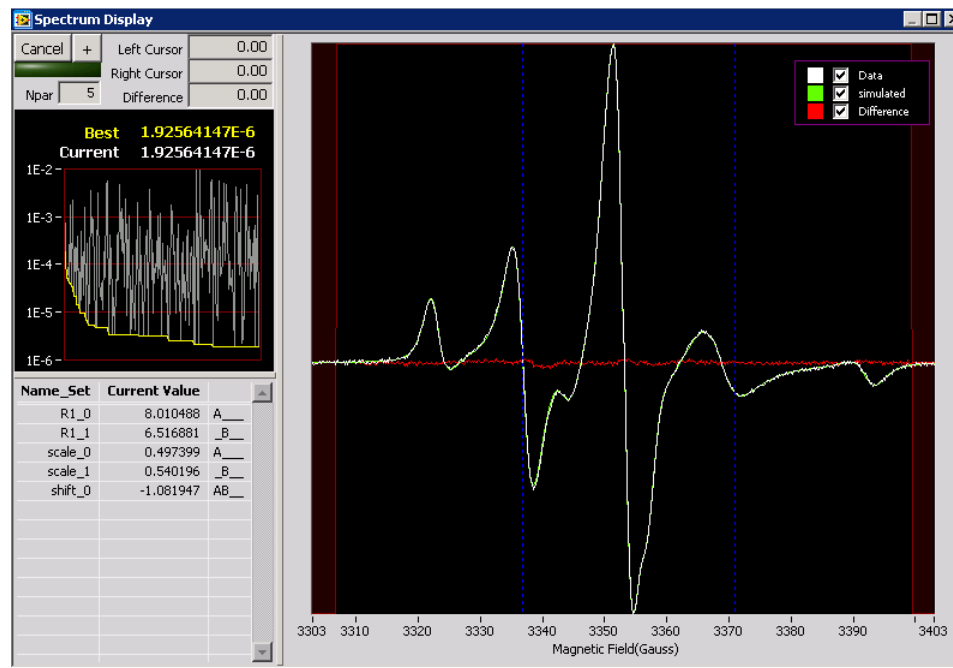 Spectrum Display
Cancel + Left Cursor 0.00
Right Cursor 0.00
Npar 5 Difference 0.00
Best 1.92564147E-6
Current 1.92564147E-6
1E-2
1E-3
1E-4
1E-5
1E-6
Name_Set Current Value
R1_0 8.010488 A___
R1_1 6.516881 _B__
scale_0 0.497399 A___
scale_1 0.540196 _B__
shift_0 -1.081947 AB__
Data
simulated
Difference
3303 3310 3320 3330 3340 3350 3360 3370 3380 3390 3403
Magnetic Field(Gauss)